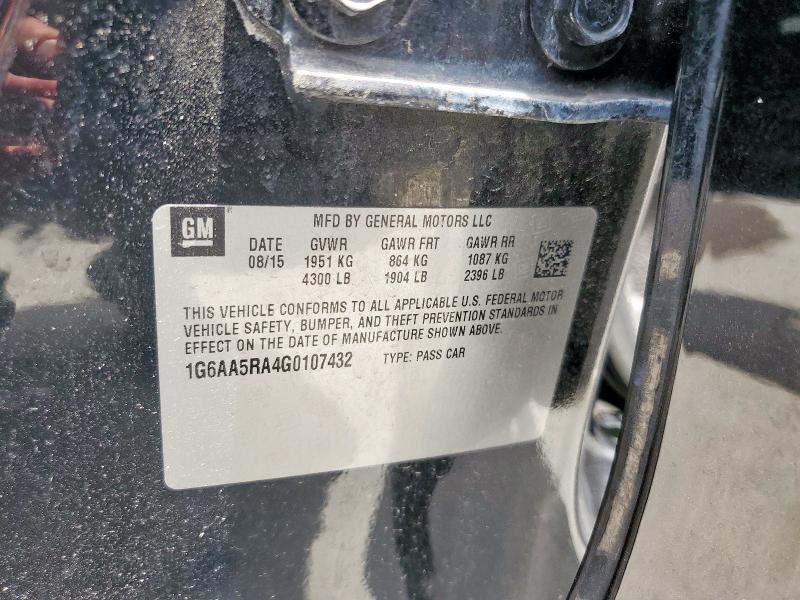 GM
MFD BY GENERAL MOTORS LLC
DATE GVWR GAWR FRT GAWR RR
08/15 1951 KG 864 KG 1087 KG
4300 LB 1904 LB 2396 LB
THIS VEHICLE CONFORMS TO ALL APPLICABLE U.S. FEDERAL MOTOR
VEHICLE SAFETY, BUMPER, AND THEFT PREVENTION STANDARDS IN
EFFECT ON THE DATE OF MANUFACTURE SHOWN ABOVE.
1G6AA5RA4G0107432 TYPE: PASS CAR